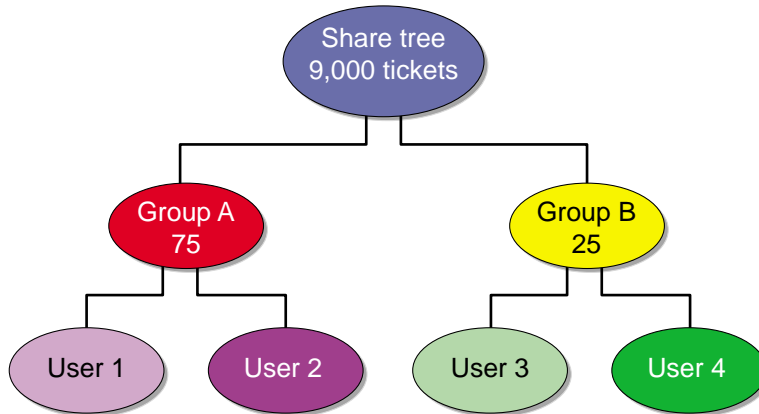 Share tree
9,000 tickets
Group A
75
Group B
25
User 1
User 2
User 3
User 4